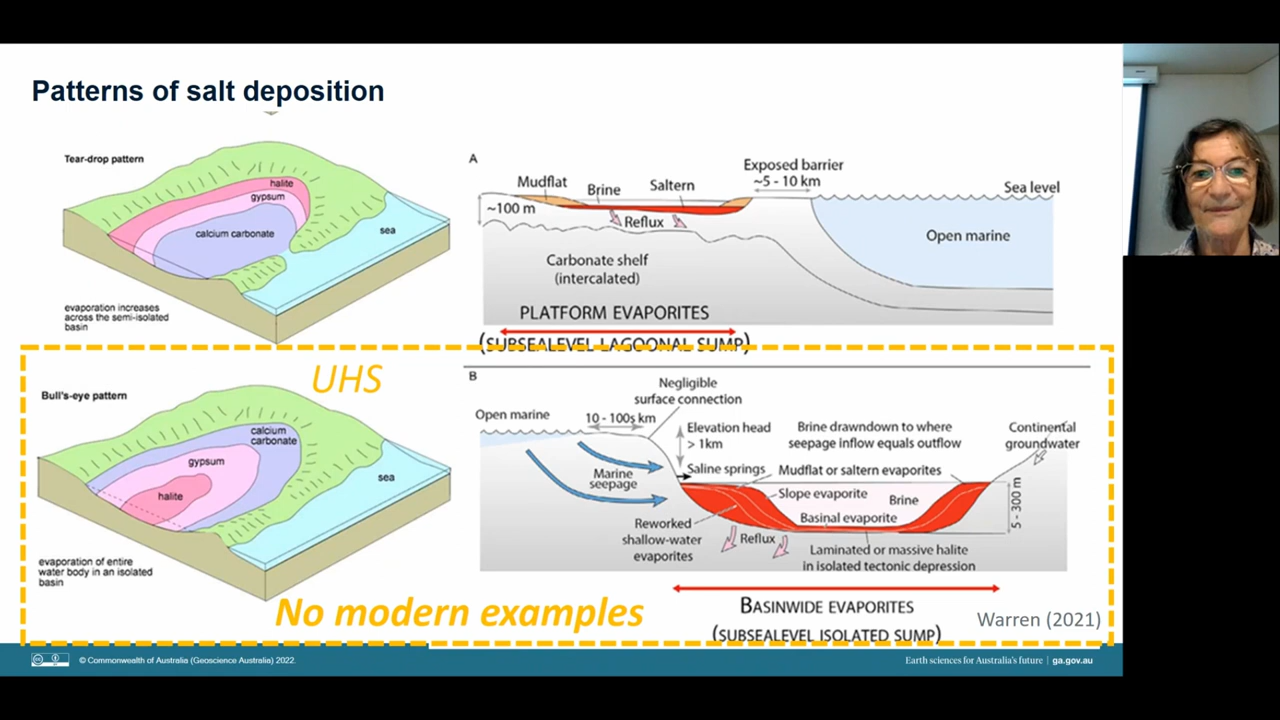 Patterns of salt deposition
Tear-drop pattern
halite
gypsum
calcium carbonate
sea
evaporation increases
across the semi-isolated
basin
A
Mudflat
Brine
Saltern
Exposed barrier
~5 - 10 km
Sea level
~100 m
Reflux
Open marine
Carbonate shelf
(intercalated)
PLATFORM EVAPORITES
(SUBSEALEVEL LAGOONAL SUMP)
UHS
Bull's-eye pattern
calcium
carbonate
gypsum
halite
sea
evaporation of entire
water body in an isolated
basin
No modern examples
B
Negligible
surface connection
Open marine
10 - 100s km
Elevation head
> 1km
Brine drawndown to where
seepage inflow equals outflow
Continental
groundwater
Marine
seepage
Saline springs
Mudflat or saltern evaporites
Slope evaporite
Brine
Basinal evaporite
5 - 300 m
Reworked
shallow-water
evaporites
Reflux
Laminated or massive halite
in isolated tectonic depression
BASINWIDE EVAPORITES
(SUBSEALEVEL ISOLATED SUMP)
Warren (2021)
© Commonwealth of Australia (Geoscience Australia) 2022.
Earth sciences for Australia's future | ga.gov.au